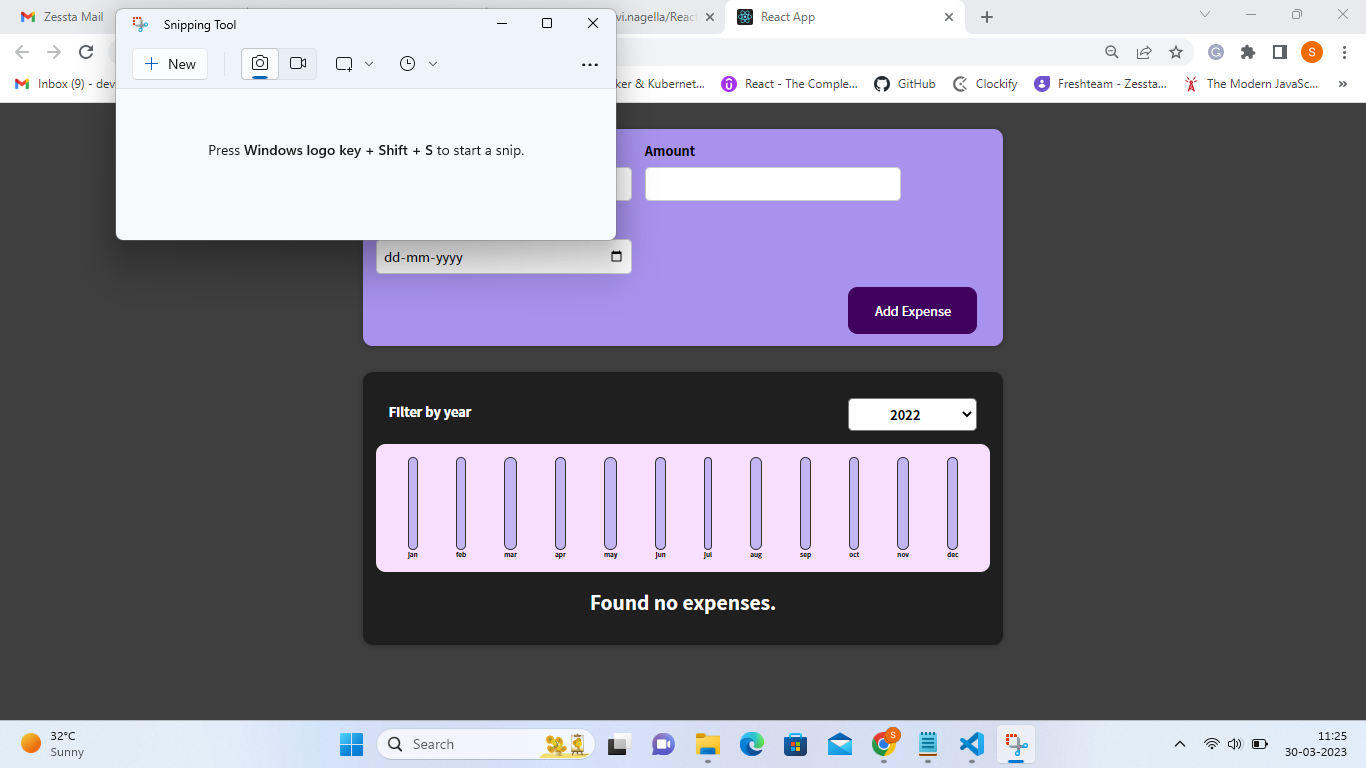 Zessta Mail
Snipping Tool
vi.nagella/Reac
React App
New
S
Inbox (9) - dev
ker & Kubernet...
React - The Comple...
GitHub
Clockify
Freshteam - Zessta...
The Modern JavaSc...
»
Press Windows logo key + Shift + S to start a snip.
Amount
dd-mm-yyyy
Add Expense
Filter by year
2022
jan feb mar apr may jun jul aug sep oct nov dec
Found no expenses.
32°C
Sunny
Search
S
11:25
30-03-2023